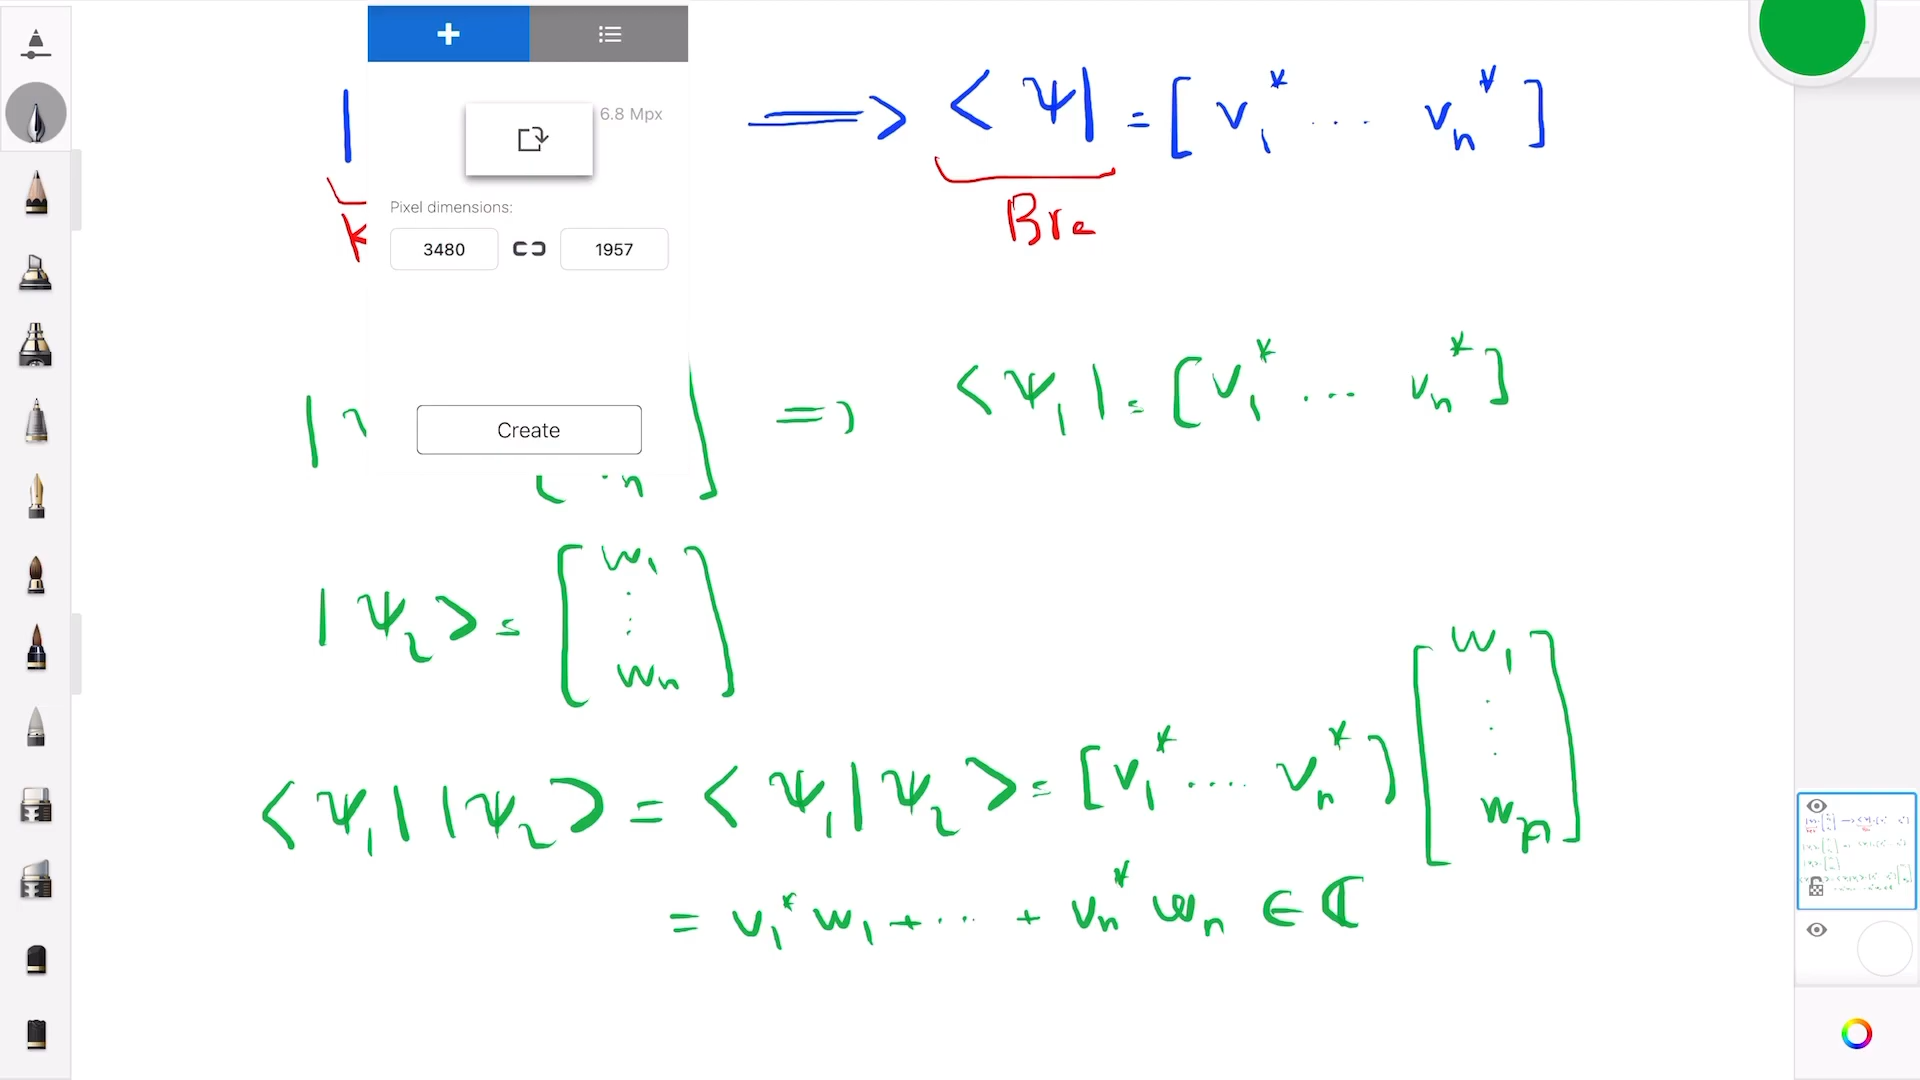 6.8 Mpx
Pixel dimensions:
3480 1957
Create
| ⟹ <ψ| = [v₁* ... vₙ*]
K Bra
| => <ψ₁| = [v₁* ... vₙ*]
n
|ψ₂> = [w₁ ⋮ wₙ]
<ψ₁| |ψ₂> = <ψ₁|ψ₂> = [v₁* .... vₙ*] [w₁ ⋮ wₙ]
= v₁* w₁ + ... + vₙ* wₙ ∈ ℂ